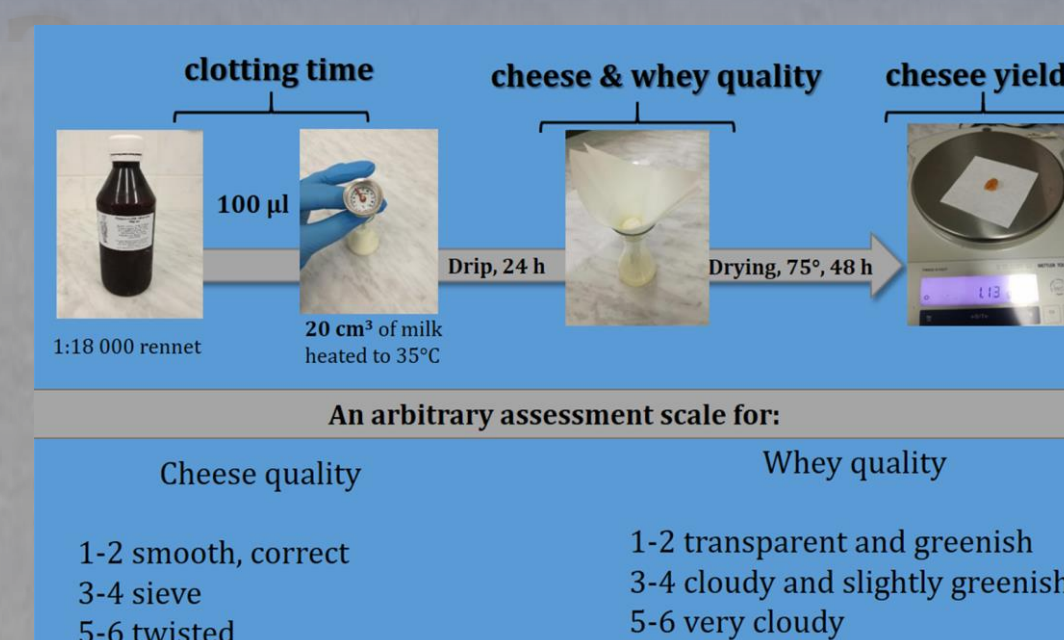 clotting time
cheese & whey quality
chesee yield
100 µl
Drip, 24 h
Drying, 75°, 48 h
1:18 000 rennet
20 cm³ of milk
heated to 35°C
An arbitrary assessment scale for:
Cheese quality
1-2 smooth, correct
3-4 sieve
5-6 twisted
Whey quality
1-2 transparent and greenish
3-4 cloudy and slightly greenish
5-6 very cloudy